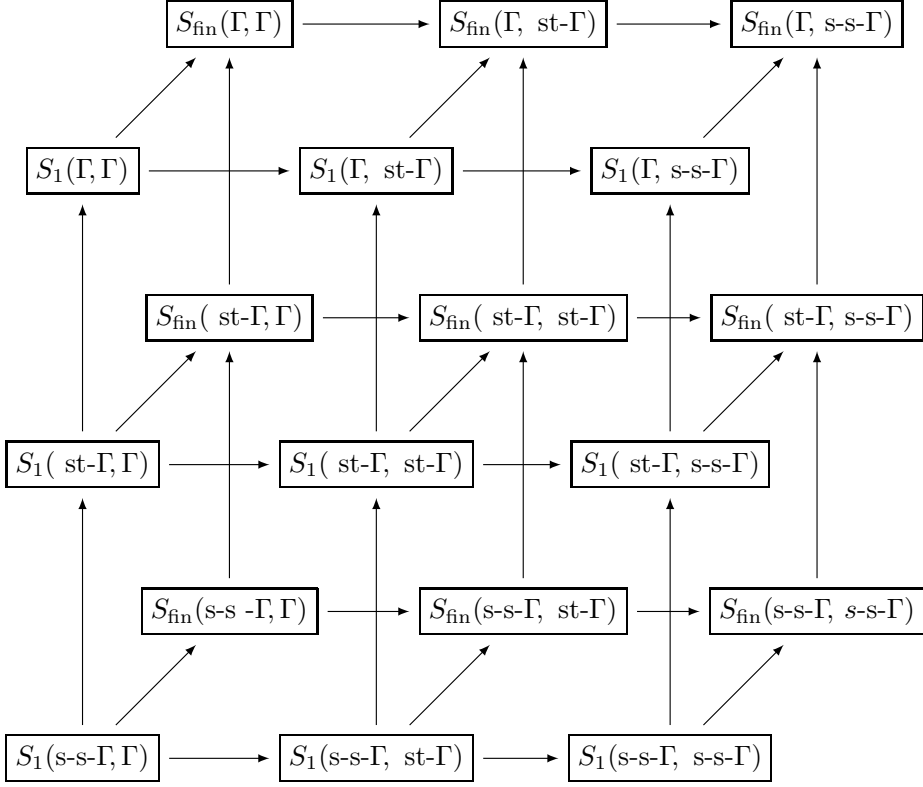 S_fin(Γ, Γ) S_fin(Γ, st-Γ) S_fin(Γ, s-s-Γ)
S_1(Γ, Γ) S_1(Γ, st-Γ) S_1(Γ, s-s-Γ)
S_fin( st-Γ, Γ) S_fin( st-Γ, st-Γ) S_fin( st-Γ, s-s-Γ)
S_1( st-Γ, Γ) S_1( st-Γ, st-Γ) S_1( st-Γ, s-s-Γ)
S_fin(s-s -Γ, Γ) S_fin(s-s-Γ, st-Γ) S_fin(s-s-Γ, s-s-Γ)
S_1(s-s-Γ, Γ) S_1(s-s-Γ, st-Γ) S_1(s-s-Γ, s-s-Γ)